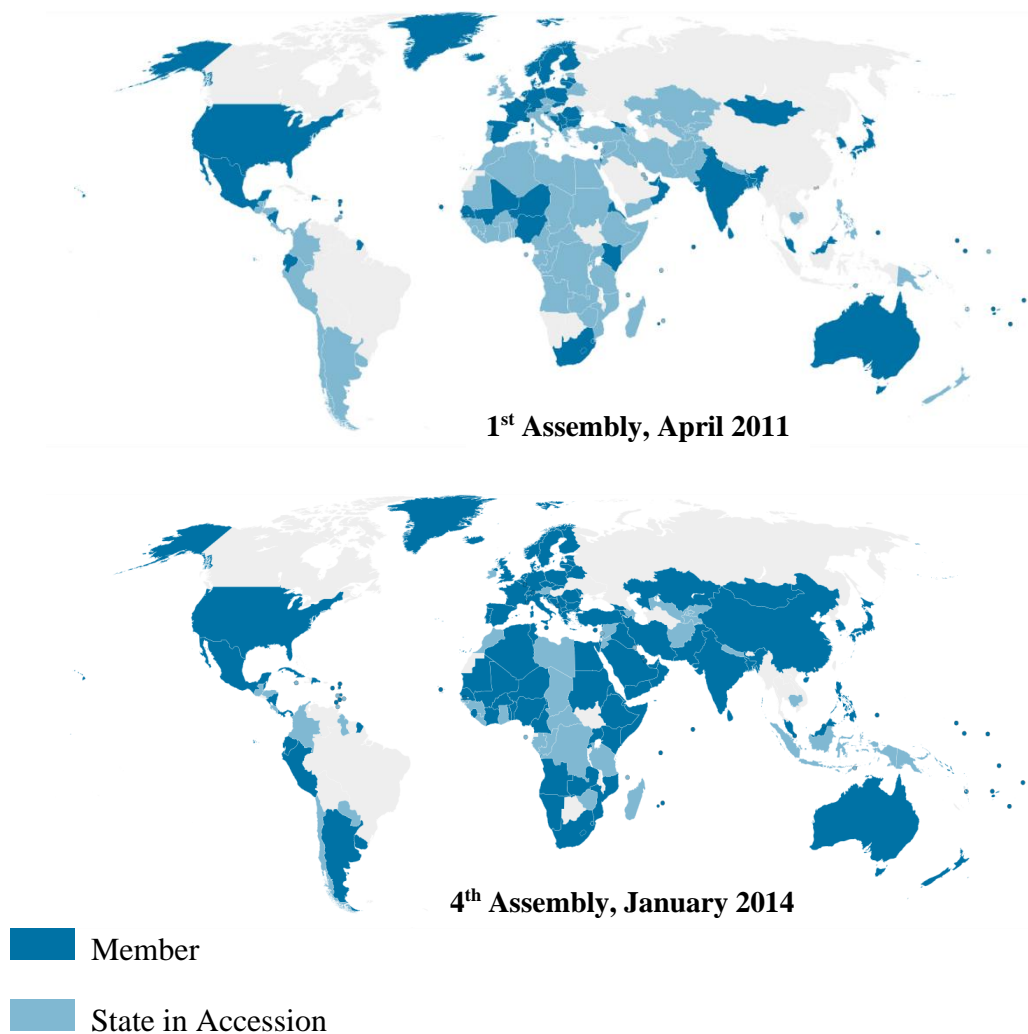 1st Assembly, April 2011
4th Assembly, January 2014
Member
State in Accession